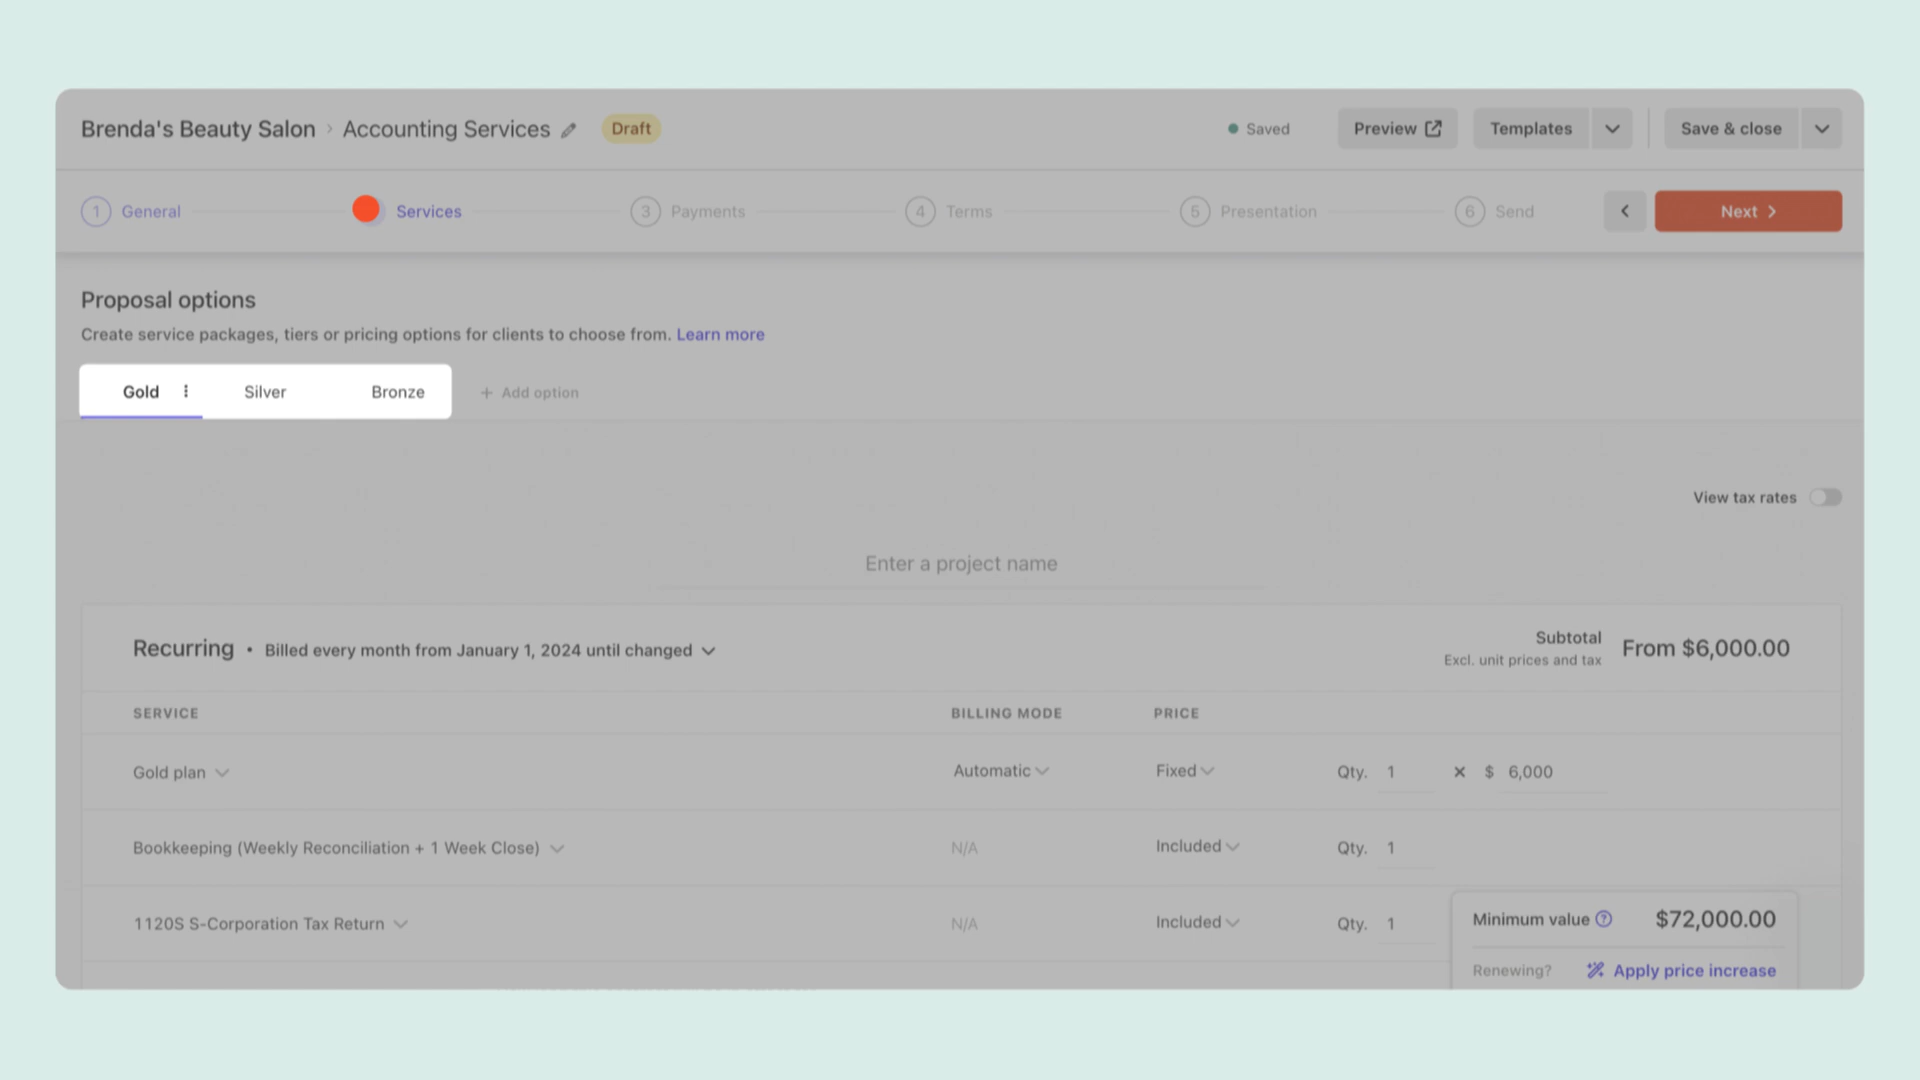 Brenda's Beauty Salon › Accounting Services Draft Saved Preview Templates Save & close
1 General Services 3 Payments 4 Terms 5 Presentation 6 Send Next
Proposal options
Create service packages, tiers or pricing options for clients to choose from. Learn more
Gold Silver Bronze + Add option
View tax rates
Enter a project name
Recurring • Billed every month from January 1, 2024 until changed Subtotal From $6,000.00
Excl. unit prices and tax
SERVICE BILLING MODE PRICE
Gold plan Automatic Fixed Qty. 1 × $ 6,000
Bookkeeping (Weekly Reconciliation + 1 Week Close) N/A Included Qty. 1
1120S S-Corporation Tax Return N/A Included Qty. 1
Minimum value ? $72,000.00
Renewing? Apply price increase